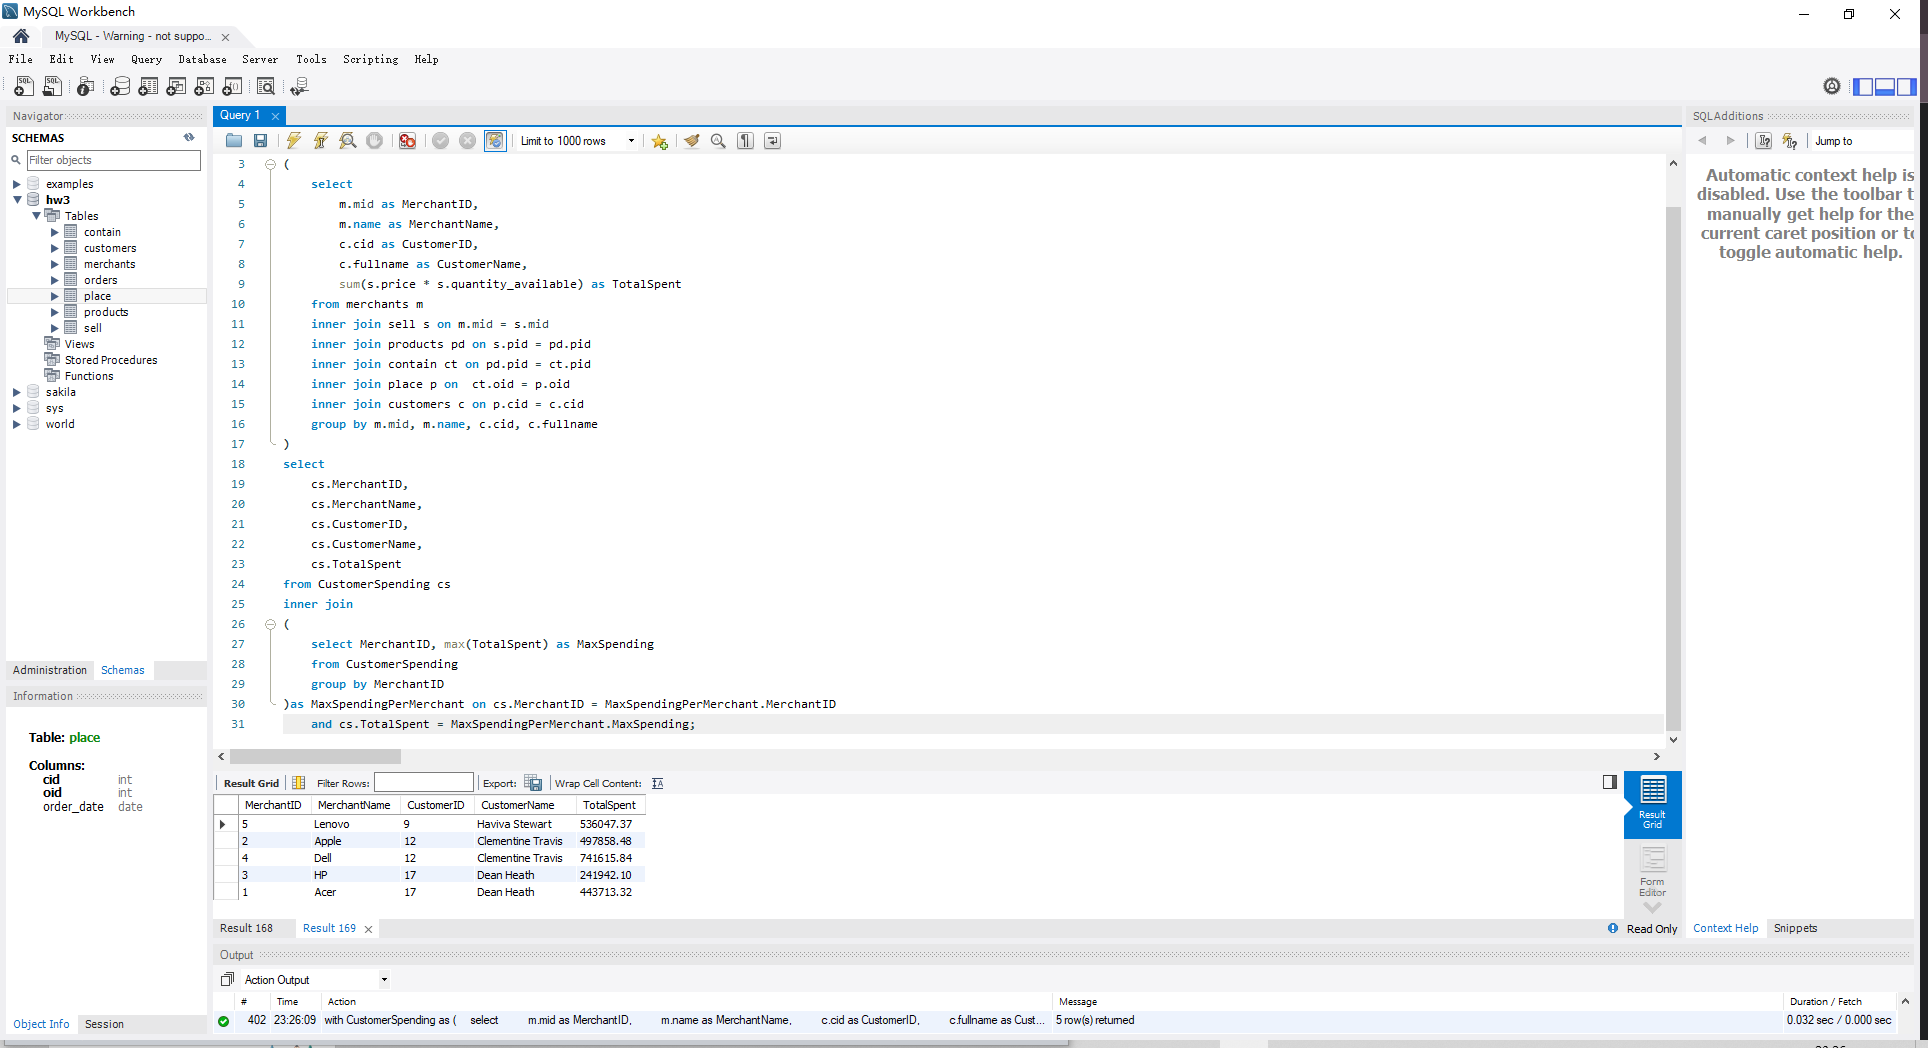 MySQL Workbench
MySQL - Warning - not suppo...
File Edit View Query Database Server Tools Scripting Help
Navigator
SCHEMAS
Filter objects
examples
hw3
Tables
contain
customers
merchants
orders
place
products
sell
Views
Stored Procedures
Functions
sakila
sys
world
Administration Schemas
Information
Table: place
Columns:
cid int
oid int
order_date date
Object Info Session
Query 1
Limit to 1000 rows
3 (
4 select
5 m.mid as MerchantID,
6 m.name as MerchantName,
7 c.cid as CustomerID,
8 c.fullname as CustomerName,
9 sum(s.price * s.quantity_available) as TotalSpent
10 from merchants m
11 inner join sell s on m.mid = s.mid
12 inner join products pd on s.pid = pd.pid
13 inner join contain ct on pd.pid = ct.pid
14 inner join place p on  ct.oid = p.oid
15 inner join customers c on p.cid = c.cid
16 group by m.mid, m.name, c.cid, c.fullname
17 )
18 select
19 cs.MerchantID,
20 cs.MerchantName,
21 cs.CustomerID,
22 cs.CustomerName,
23 cs.TotalSpent
24 from CustomerSpending cs
25 inner join
26 (
27 select MerchantID, max(TotalSpent) as MaxSpending
28 from CustomerSpending
29 group by MerchantID
30 )as MaxSpendingPerMerchant on cs.MerchantID = MaxSpendingPerMerchant.MerchantID
31 and cs.TotalSpent = MaxSpendingPerMerchant.MaxSpending;
Result Grid Filter Rows: Export: Wrap Cell Content:
MerchantID MerchantName CustomerID CustomerName TotalSpent
5 Lenovo 9 Haviva Stewart 536047.37
2 Apple 12 Clementine Travis 497858.48
4 Dell 12 Clementine Travis 741615.84
3 HP 17 Dean Heath 241942.10
1 Acer 17 Dean Heath 443713.32
Result
Grid
Form
Editor
Result 168 Result 169
Read Only
Output
Action Output
# Time Action Message Duration / Fetch
402 23:26:09 with CustomerSpending as ( select m.mid as MerchantID, m.name as MerchantName, c.cid as CustomerID, c.fullname as Cust... 5 row(s) returned 0.032 sec / 0.000 sec
SQLAdditions
Jump to
Automatic context help is
disabled. Use the toolbar t
manually get help for the
current caret position or to
toggle automatic help.
Context Help Snippets